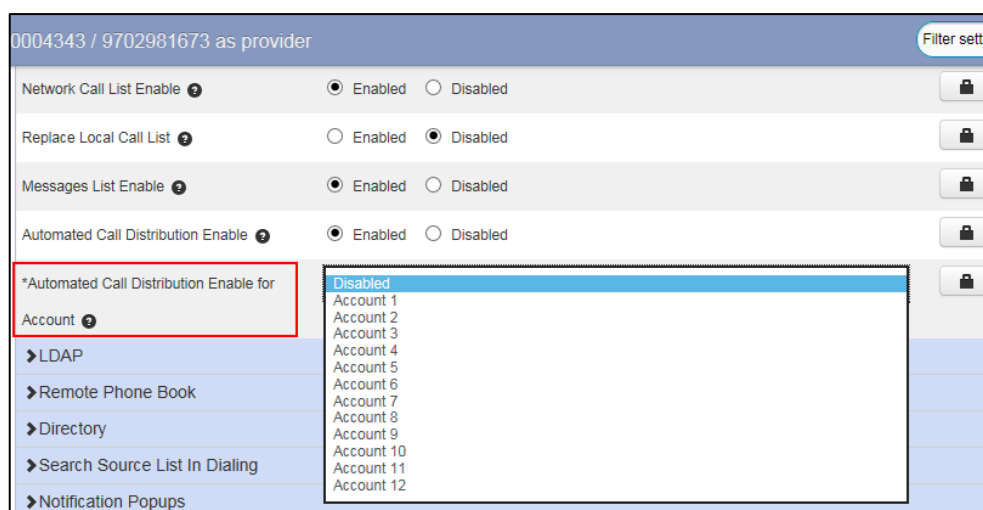 0004343 / 9702981673 as provider
Filter sett
Network Call List Enable ? Enabled Disabled
Replace Local Call List ? Enabled Disabled
Messages List Enable ? Enabled Disabled
Automated Call Distribution Enable ? Enabled Disabled
*Automated Call Distribution Enable for
Account ?
Disabled
Account 1
Account 2
Account 3
Account 4
Account 5
Account 6
Account 7
Account 8
Account 9
Account 10
Account 11
Account 12
LDAP
Remote Phone Book
Directory
Search Source List In Dialing
Notification Popups